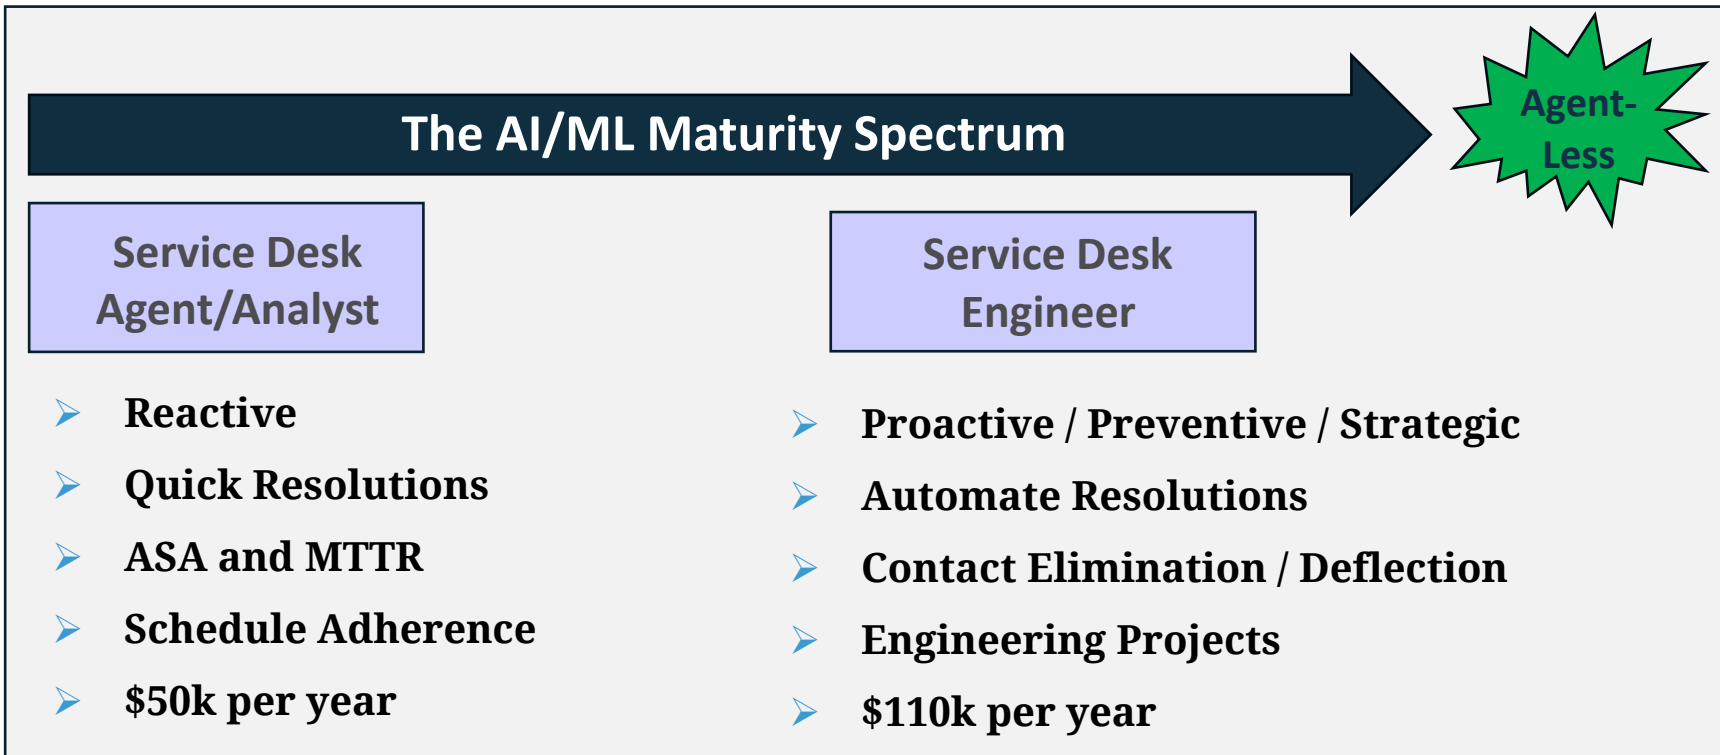 The AI/ML Maturity Spectrum
Agent-
Less
Service Desk
Agent/Analyst
Reactive
Quick Resolutions
ASA and MTTR
Schedule Adherence
$50k per year
Service Desk
Engineer
Proactive / Preventive / Strategic
Automate Resolutions
Contact Elimination / Deflection
Engineering Projects
$110k per year